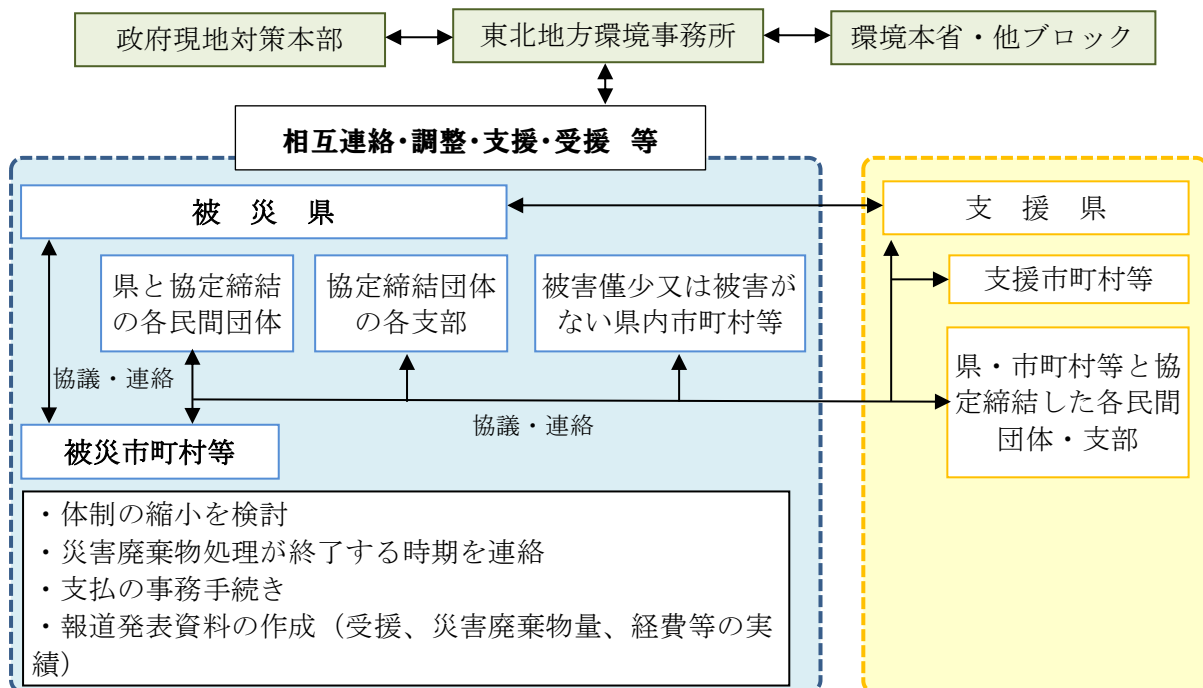 政府現地対策本部
東北地方環境事務所
環境本省・他ブロック
相互連絡・調整・支援・受援 等
被 災 県
支 援 県
県と協定締結
の各民間団体
協定締結団体
の各支部
被害僅少又は被害が
ない県内市町村等
支援市町村等
協議・連絡
県・市町村等と協
定締結した各民間
団体・支部
協議・連絡
被災市町村等
・体制の縮小を検討
・災害廃棄物処理が終了する時期を連絡
・支払の事務手続き
・報道発表資料の作成（受援、災害廃棄物量、経費等の実
績）